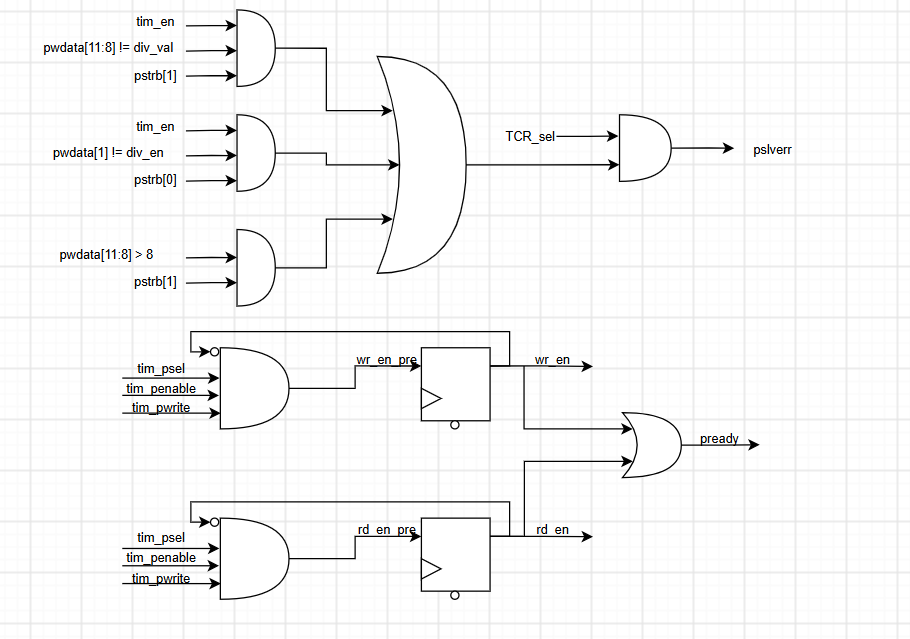 tim_en
pwdata[11:8] != div_val
pstrb[1]
tim_en
pwdata[1] != div_en
pstrb[0]
pwdata[11:8] > 8
pstrb[1]
TCR_sel
pslverr
tim_psel
tim_penable
tim_pwrite
wr_en_pre
wr_en
pready
tim_psel
tim_penable
tim_pwrite
rd_en_pre
rd_en